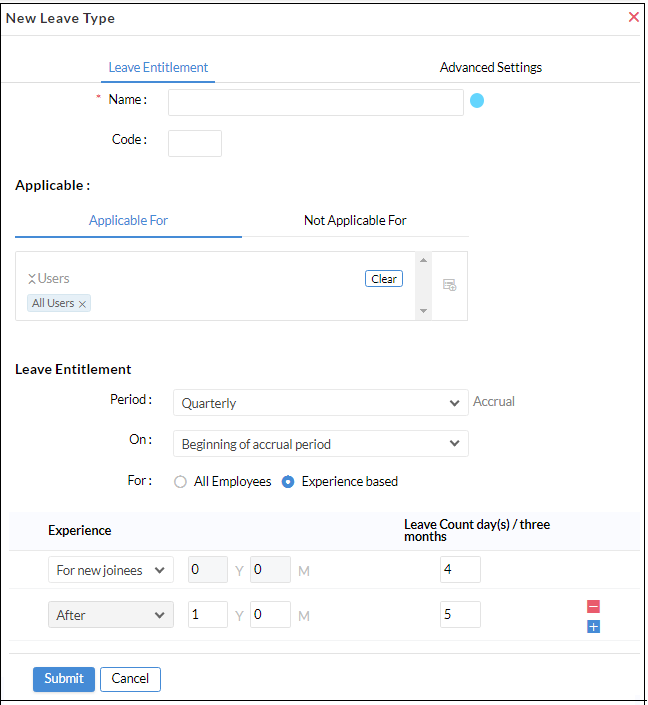 New Leave Type
Leave Entitlement Advanced Settings
* Name :
Code :
Applicable :
Applicable For Not Applicable For
Users Clear
All Users ×
Leave Entitlement
Period : Quarterly Accrual
On : Beginning of accrual period
For : All Employees Experience based
Experience Leave Count day(s) / three
months
For new joinees 0 Y 0 M 4
After 1 Y 0 M 5
Submit Cancel